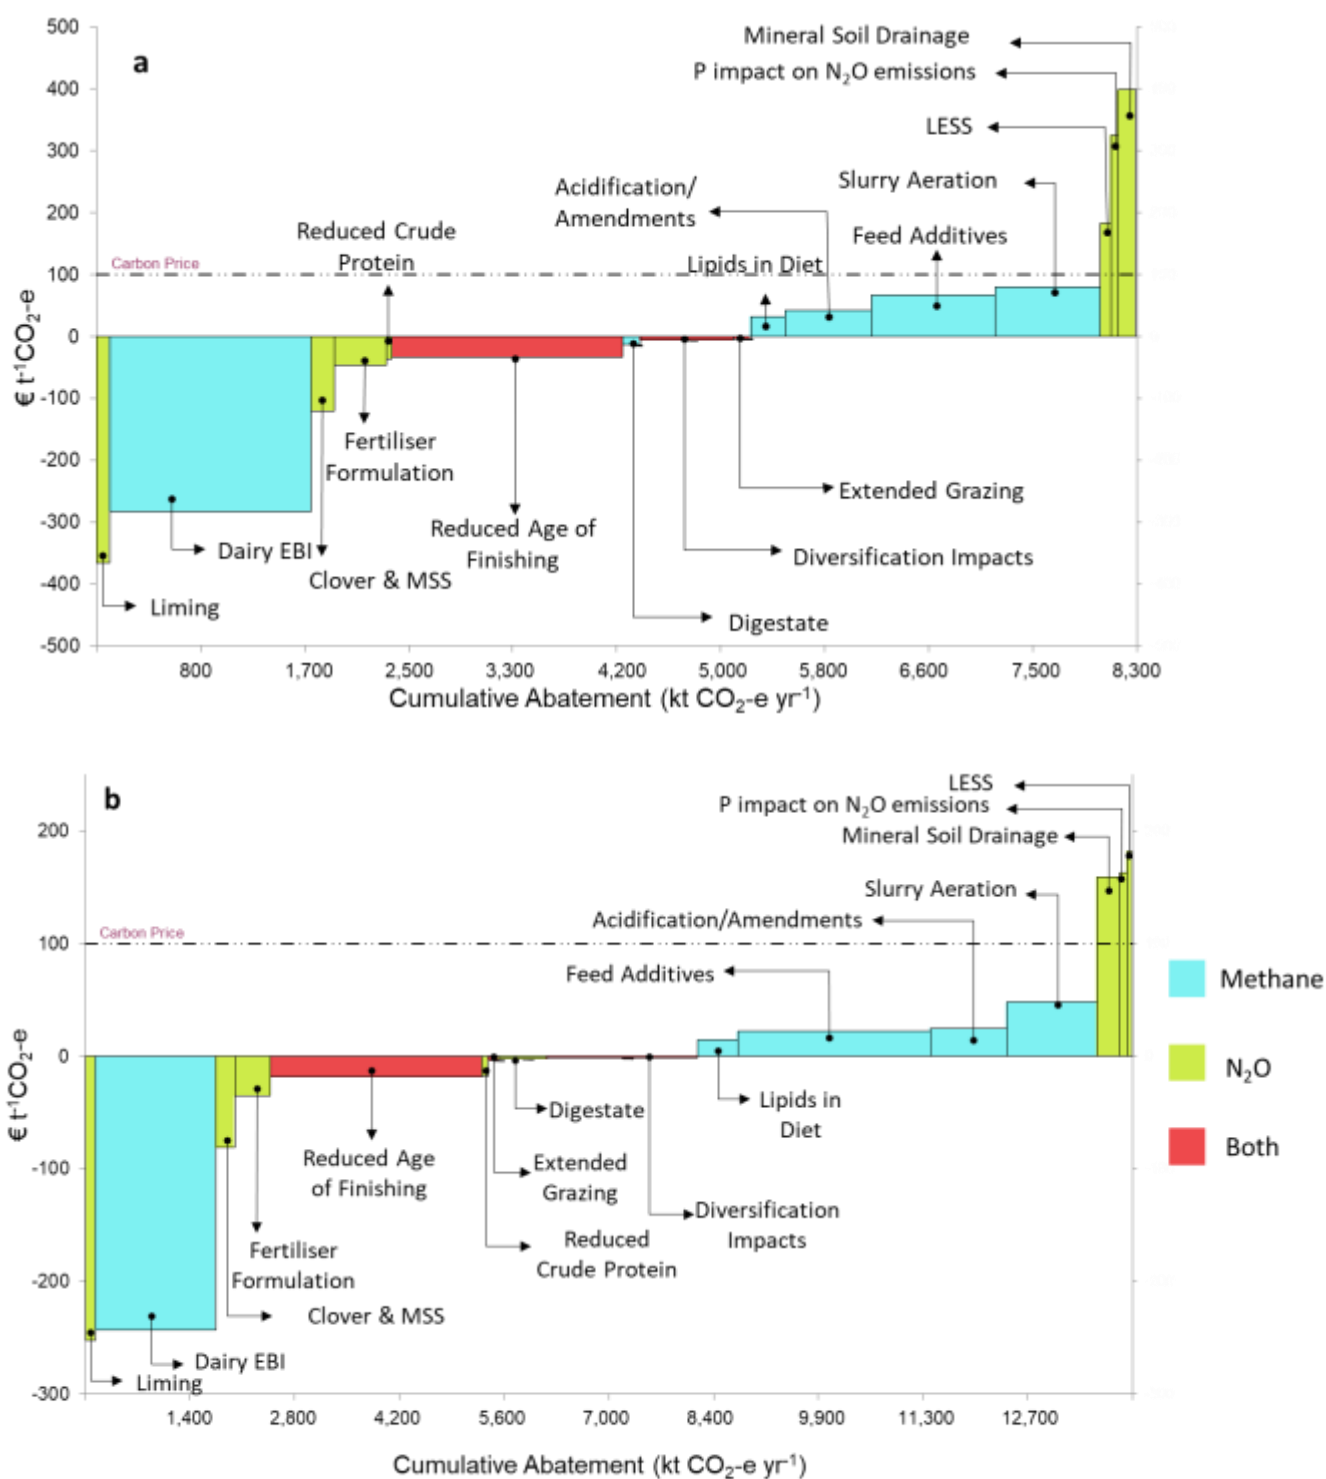 a
500
400
300
200
100
0
-100
-200
-300
-400
-500
€ t⁻¹CO₂-e
Carbon Price
Mineral Soil Drainage
P impact on N₂O emissions
LESS
Slurry Aeration
Acidification/
Amendments
Feed Additives
Lipids in Diet
Reduced Crude
Protein
Fertiliser
Formulation
Extended Grazing
Reduced Age of
Finishing
Dairy EBI
Diversification Impacts
Clover & MSS
Liming
Digestate
800 1,700 2,500 3,300 4,200 5,000 5,800 6,600 7,500 8,300
Cumulative Abatement (kt CO₂-e yr⁻¹)
b
200
100
0
-100
-200
-300
€ t⁻¹CO₂-e
Carbon Price
LESS
P impact on N₂O emissions
Mineral Soil Drainage
Slurry Aeration
Acidification/Amendments
Feed Additives
Lipids in
Diet
Digestate
Reduced Age
of Finishing
Extended
Grazing
Diversification
Impacts
Reduced
Crude Protein
Fertiliser
Formulation
Clover & MSS
Dairy EBI
Liming
1,400 2,800 4,200 5,600 7,000 8,400 9,900 11,300 12,700
Cumulative Abatement (kt CO₂-e yr⁻¹)
Methane
N₂O
Both